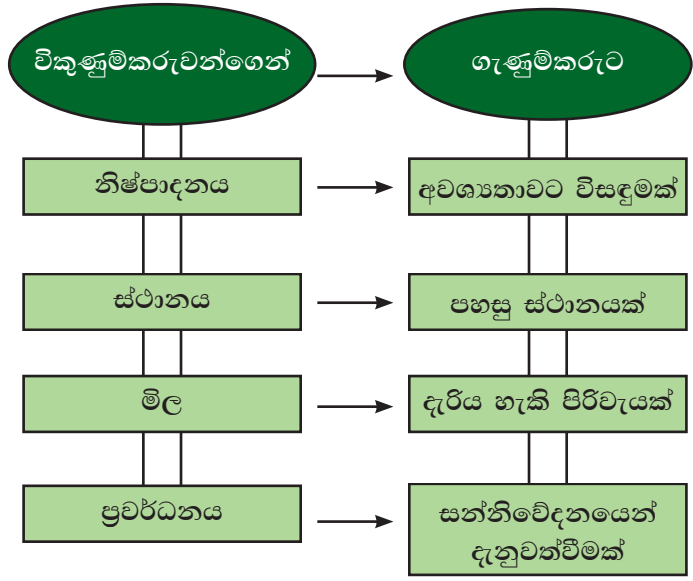 විකුණුම්කරුවන්ගෙන්
ගැණුම්කරුට
නිෂ්පාදනය
අවශ්‍යතාවට විසඳුමක්
ස්ථානය
පහසු ස්ථානයක්
මිල
දැරිය හැකි පිරිවැයක්
ප්‍රවර්ධනය
සන්නිවේදනයෙන්
දැනුවත්වීමක්